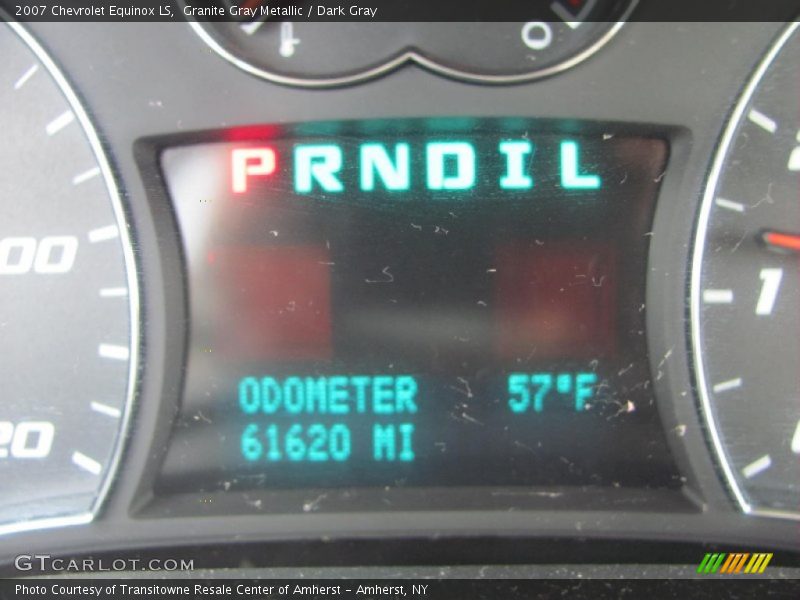 2007 Chevrolet Equinox LS, Granite Gray Metallic / Dark Gray
0
P R N D I L
00
1
ODOMETER 57°F
61620 MI
20
GTCARLOT.COM
Photo Courtesy of Transitowne Resale Center of Amherst - Amherst, NY